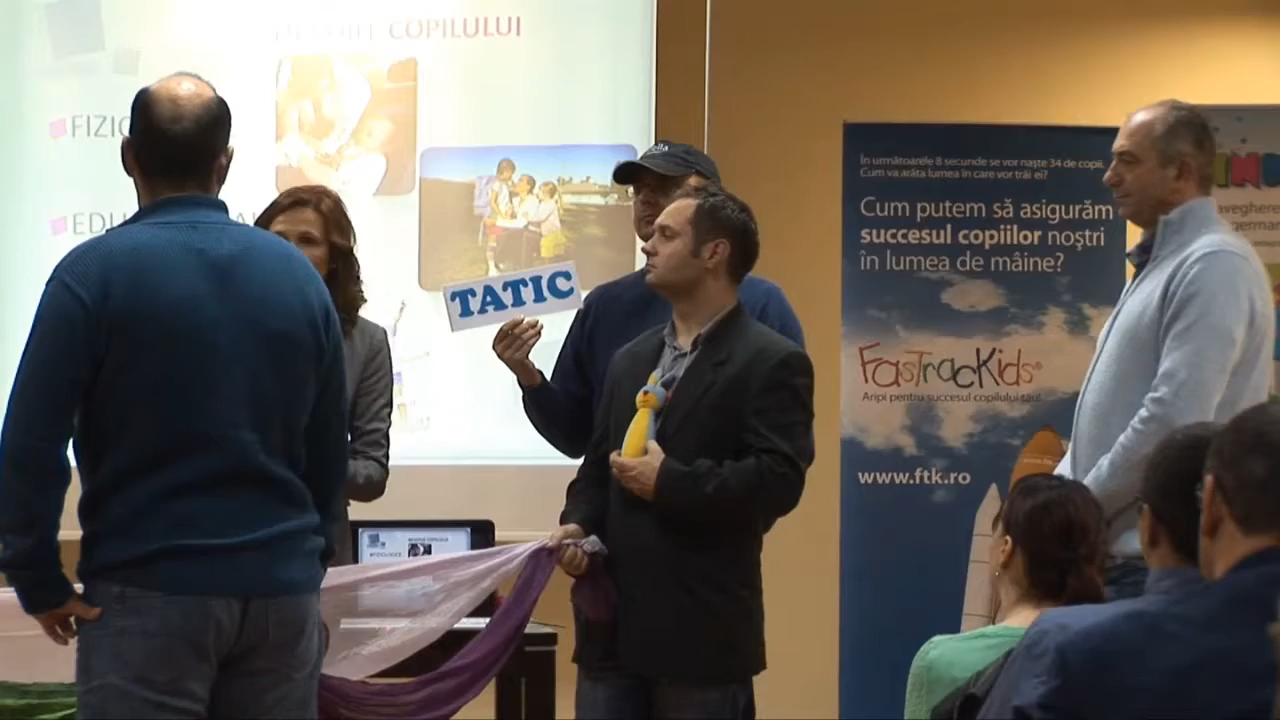 COPILULUI
FIZIC
EDU
TATIC
În următoarele 8 secunde se vor naște 34 de copii.
Cum va arăta lumea în care vor trăi ei?
Cum putem să asigurăm
succesul copiilor noștri
în lumea de mâine?
FasTracKids®
Aripi pentru succesul copilului tău!
www.ftk.ro
avegher
german